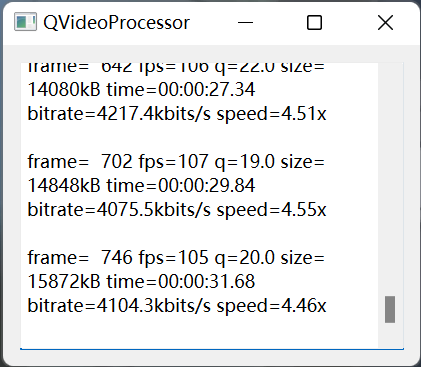 QVideoProcessor
frame=  642 fps=106 q=22.0 size=
14080kB time=00:00:27.34
bitrate=4217.4kbits/s speed=4.51x
frame=  702 fps=107 q=19.0 size=
14848kB time=00:00:29.84
bitrate=4075.5kbits/s speed=4.55x
frame=  746 fps=105 q=20.0 size=
15872kB time=00:00:31.68
bitrate=4104.3kbits/s speed=4.46x